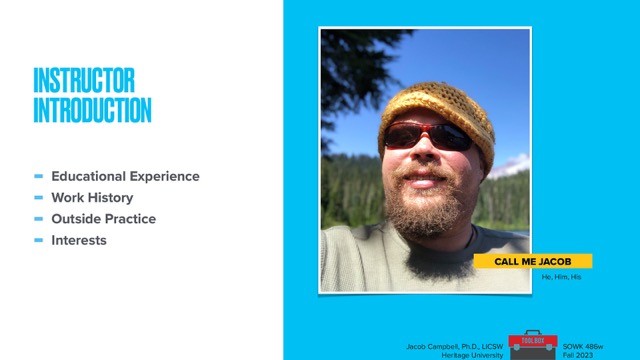 INSTRUCTOR
INTRODUCTION
Educational Experience
Work History
Outside Practice
Interests
CALL ME JACOB
He, Him, His
Jacob Campbell, Ph.D., LICSW
Heritage University
TOOLBOX
SOWK 486w
Fall 2023